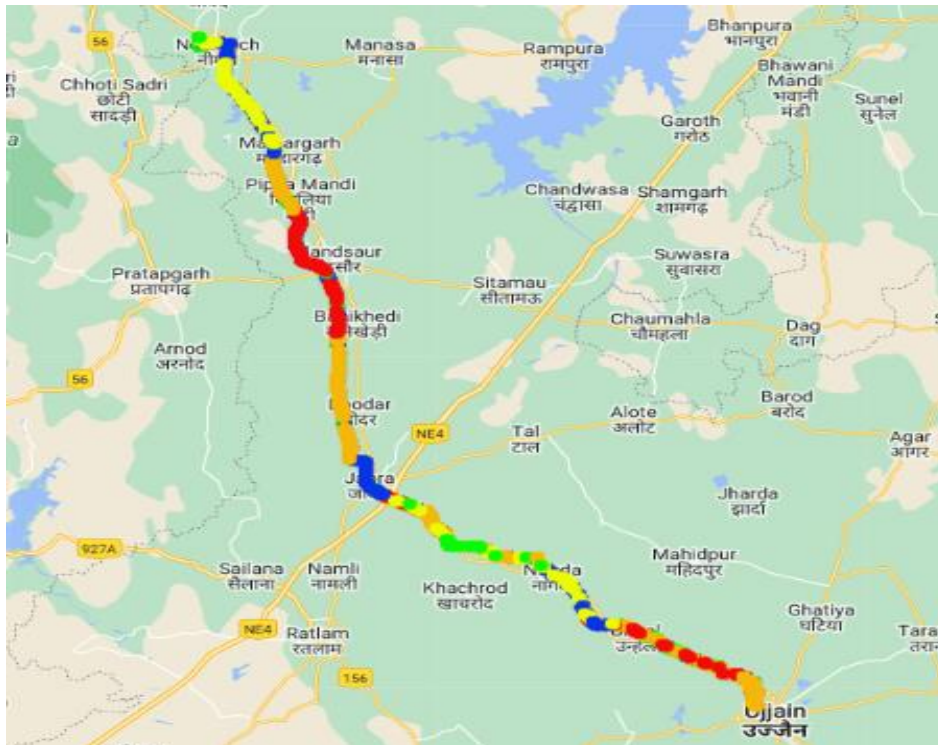 56
Manasa
मनासा
Rampura
रामपुरा
Bhanpura
भानपुरा
Bhawani
Mandi
भवानी
मंडी
Sunel
सुनेल
Chhoti Sadri
छोटी
सादड़ी
Garoth
गरोठ
a
Chandwasa
चंद्वासा
Shamgarh
शामगढ़
Suwasra
सुवासरा
Pratapgarh
प्रतापगढ़
Sitamau
सीतामऊ
Chaumahla
चौमहला
Dag
दाग
Arnod
अरनोद
56
Barod
बरोद
Alote
अलोट
NE4
Tal
टाल
Agar
आगर
Jharda
झार्दा
927A
Sailana
सैलाना
Namli
नामली
Mahidpur
महिदपुर
Khachrod
खाचरोद
Ghatiya
घटिया
NE4
Ratlam
रतलाम
156
Ujjain
उज्जैन